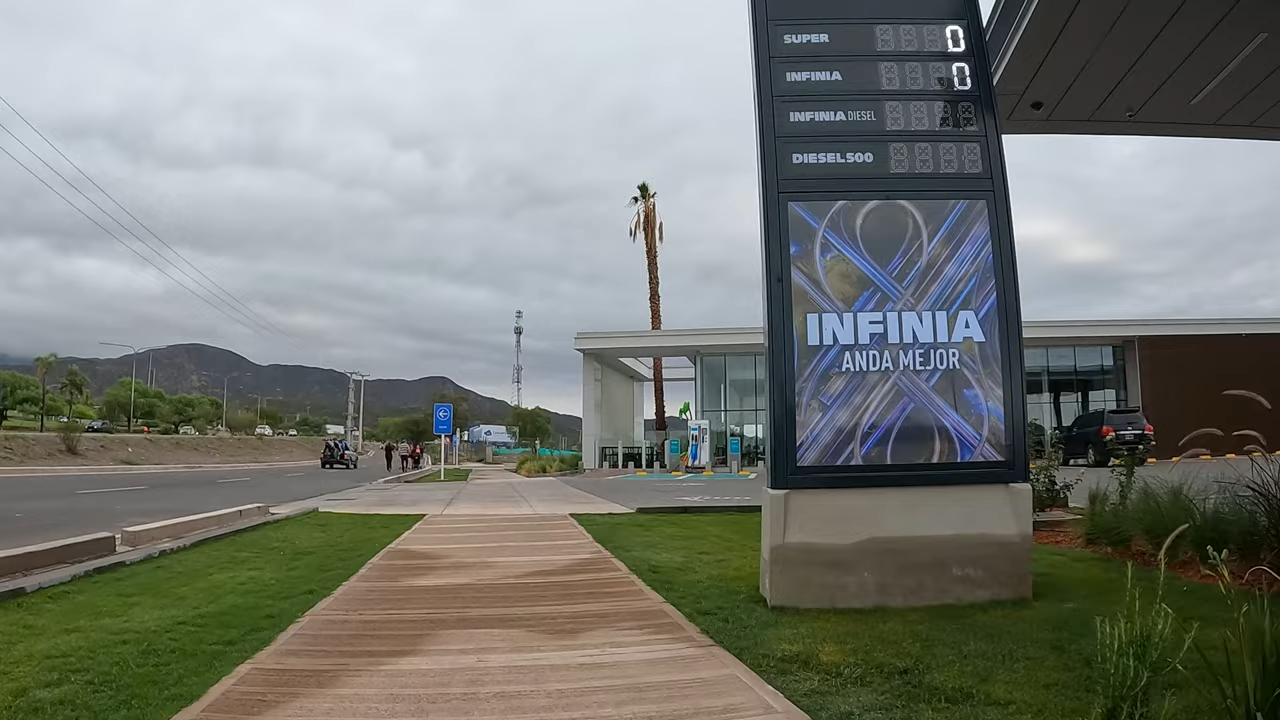 SUPER 0
INFINIA 0
INFINIA DIESEL
DIESEL500
INFINIA
ANDA MEJOR